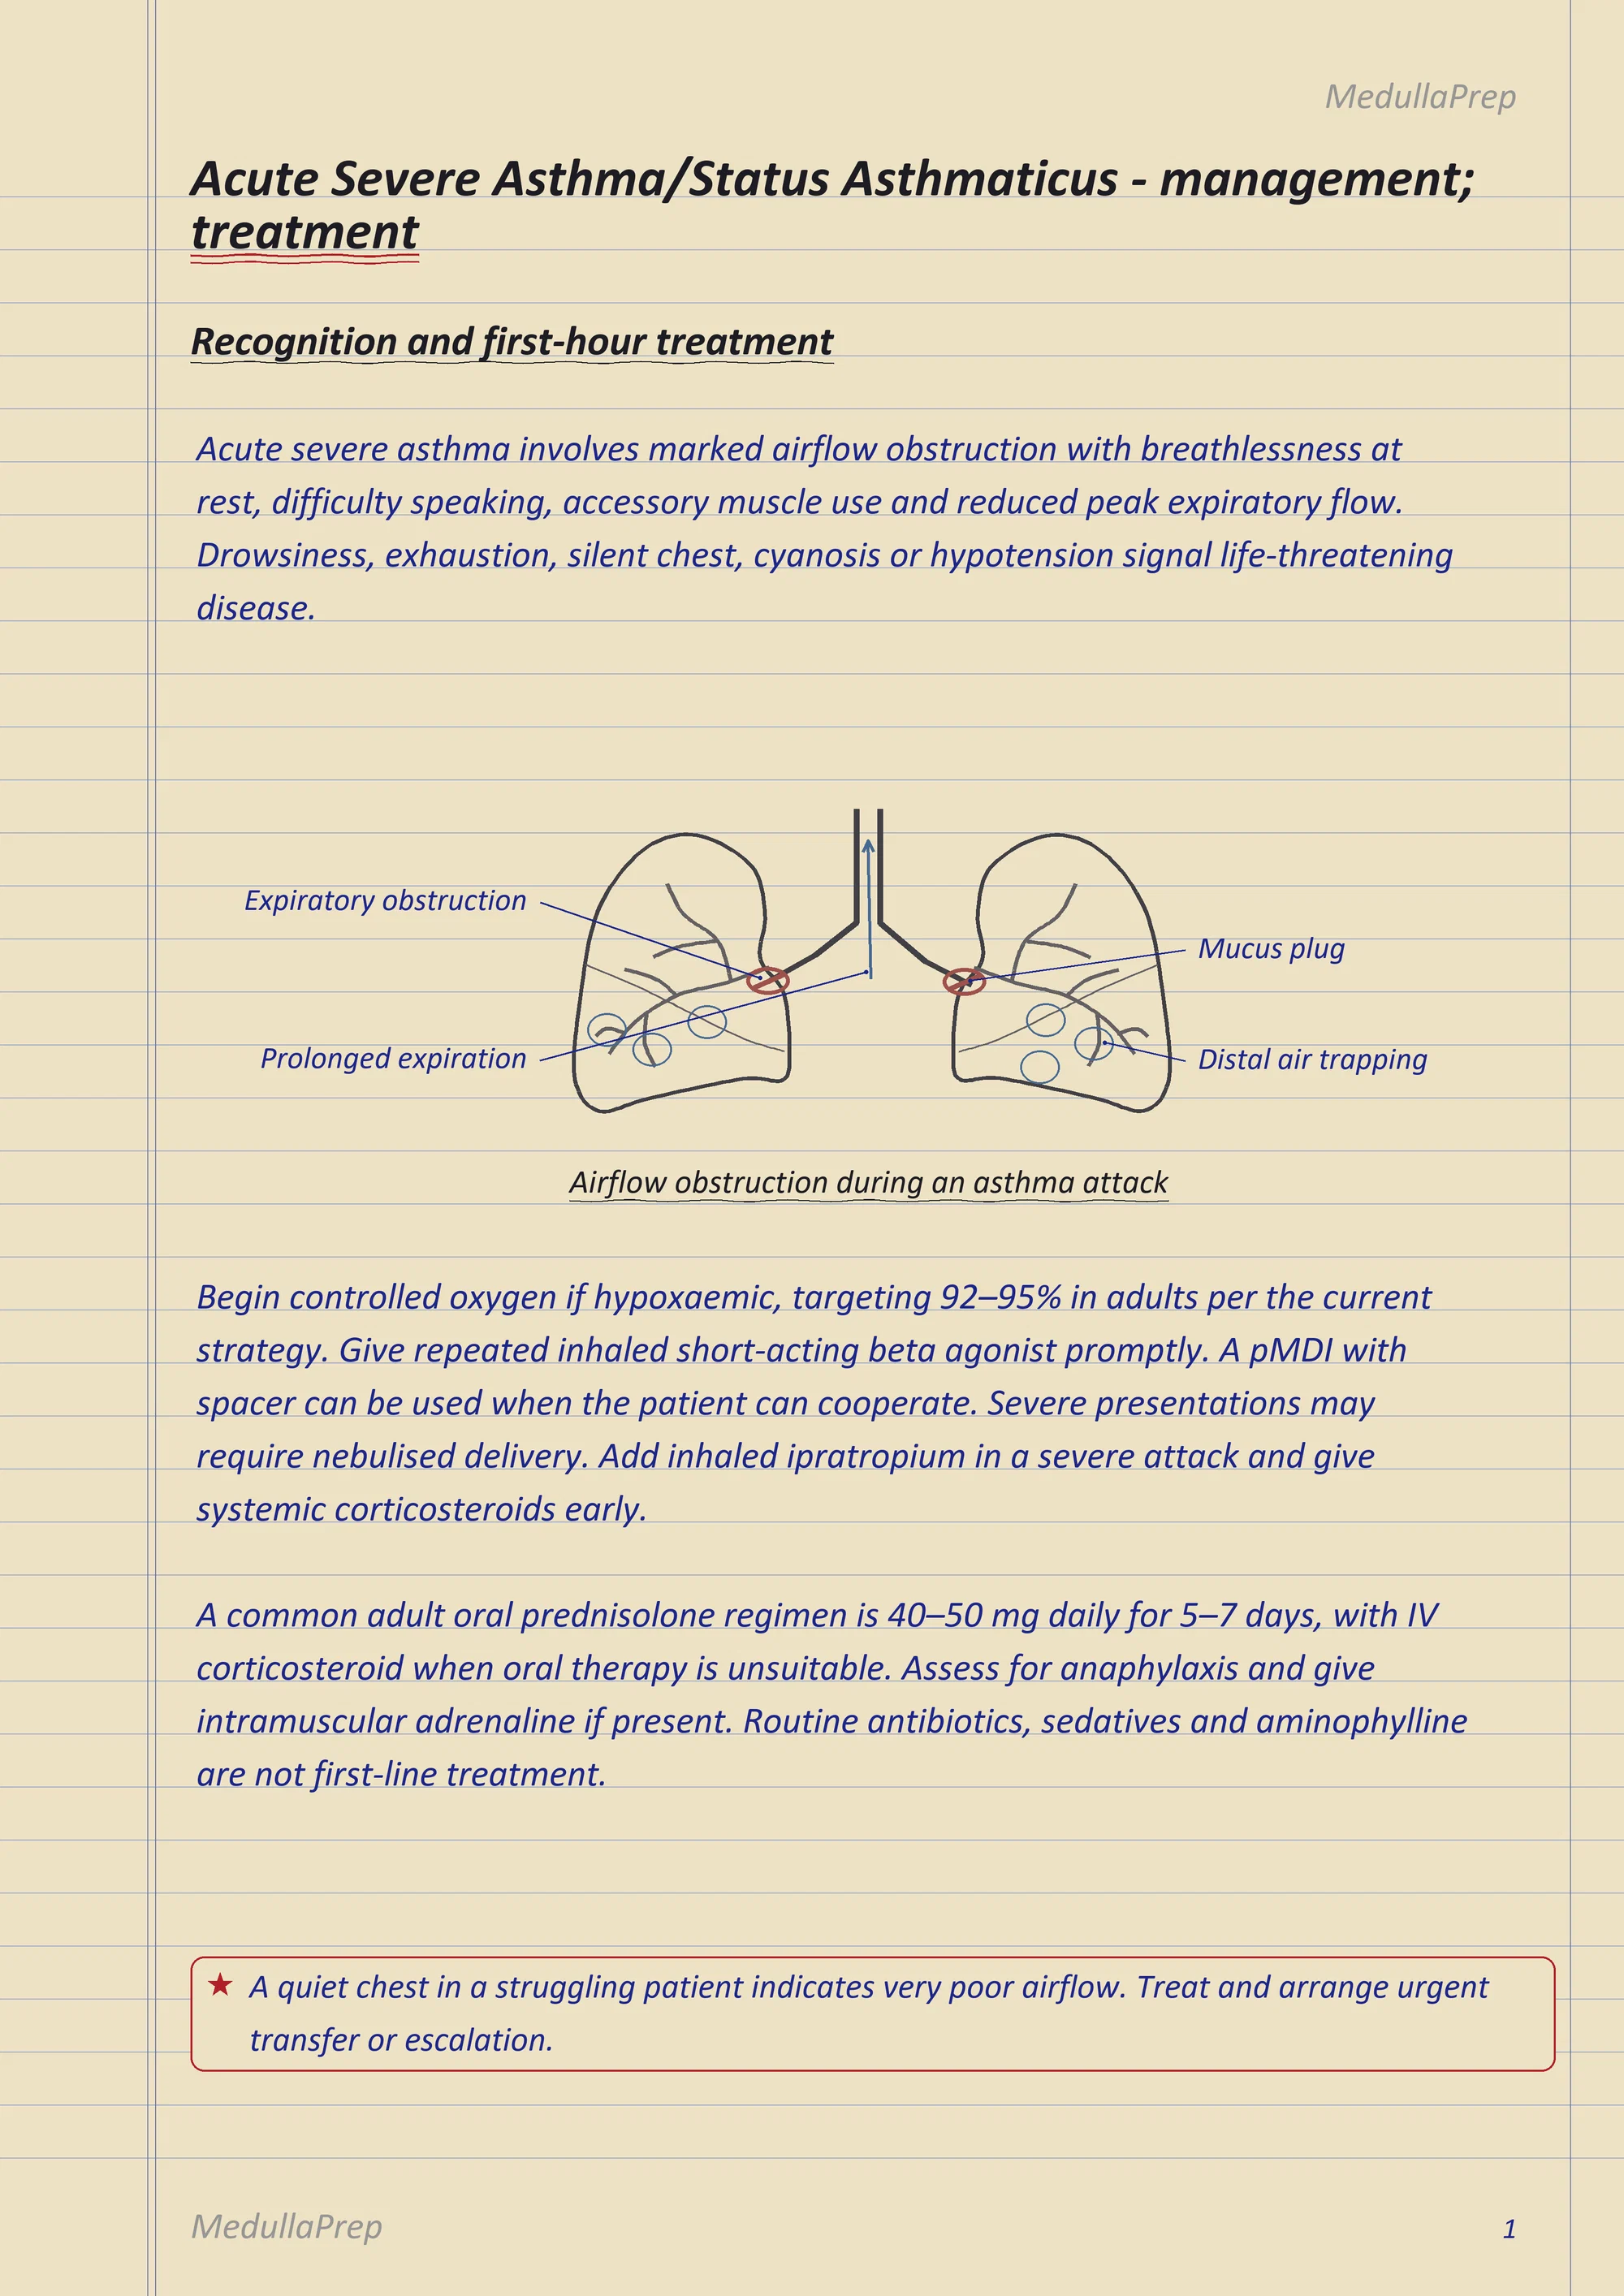 MedullaPrep
Acute Severe Asthma/Status Asthmaticus - management;
treatment
Recognition and first-hour treatment
Acute severe asthma involves marked airflow obstruction with breathlessness at
rest, difficulty speaking, accessory muscle use and reduced peak expiratory flow.
Drowsiness, exhaustion, silent chest, cyanosis or hypotension signal life-threatening
disease.
Expiratory obstruction
Mucus plug
Prolonged expiration
Distal air trapping
Airflow obstruction during an asthma attack
Begin controlled oxygen if hypoxaemic, targeting 92–95% in adults per the current
strategy. Give repeated inhaled short-acting beta agonist promptly. A pMDI with
spacer can be used when the patient can cooperate. Severe presentations may
require nebulised delivery. Add inhaled ipratropium in a severe attack and give
systemic corticosteroids early.
A common adult oral prednisolone regimen is 40–50 mg daily for 5–7 days, with IV
corticosteroid when oral therapy is unsuitable. Assess for anaphylaxis and give
intramuscular adrenaline if present. Routine antibiotics, sedatives and aminophylline
are not first-line treatment.
★ A quiet chest in a struggling patient indicates very poor airflow. Treat and arrange urgent
transfer or escalation.
MedullaPrep
1